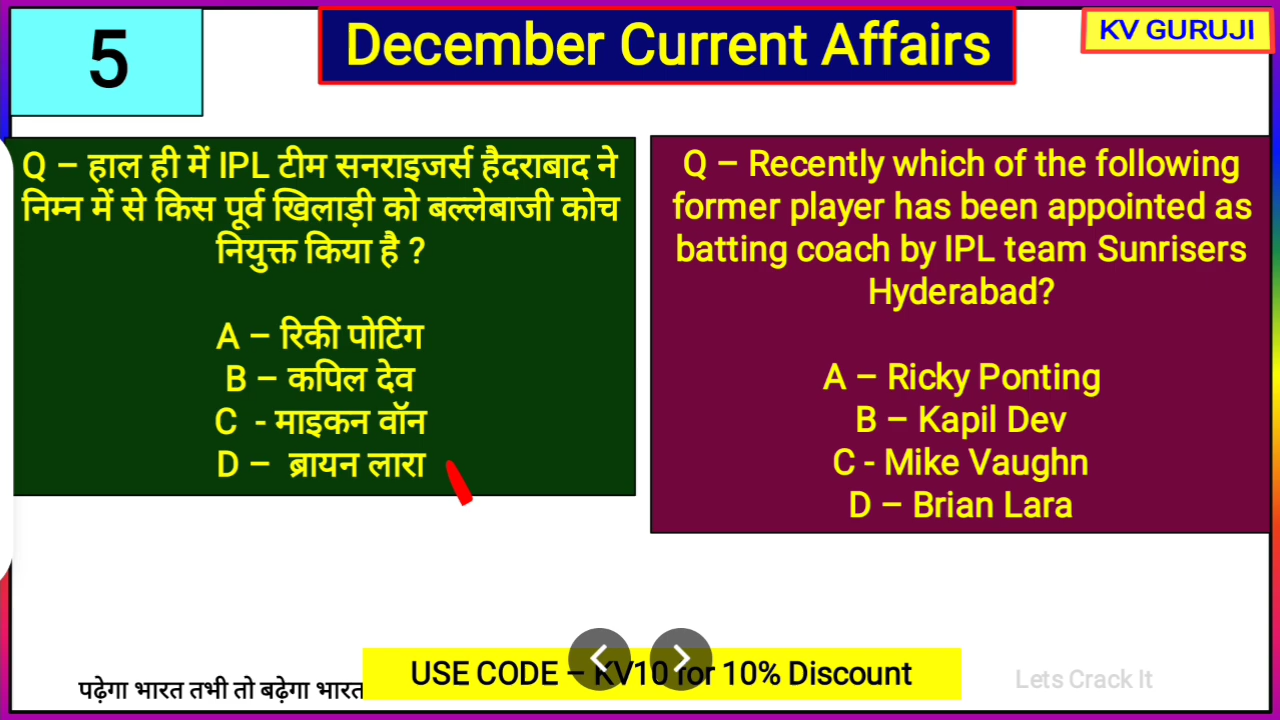 5
December Current Affairs
KV GURUJI
Q – हाल ही में IPL टीम सनराइजर्स हैदराबाद ने
निम्न में से किस पूर्व खिलाड़ी को बल्लेबाजी कोच
नियुक्त किया है ?
A – रिकी पोटिंग
B – कपिल देव
C - माइकन वॉन
D – ब्रायन लारा
Q – Recently which of the following
former player has been appointed as
batting coach by IPL team Sunrisers
Hyderabad?
A – Ricky Ponting
B – Kapil Dev
C - Mike Vaughn
D – Brian Lara
पढ़ेगा भारत तभी तो बढ़ेगा भारत
USE CODE – KV10 for 10% Discount
Lets Crack It